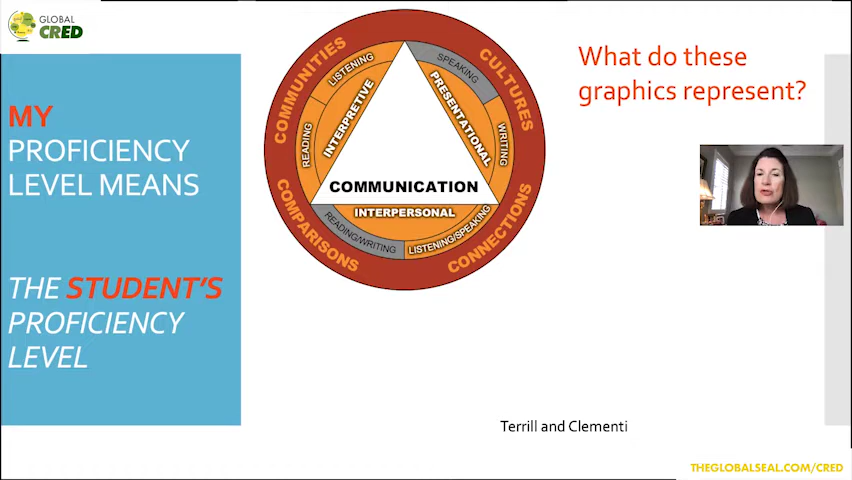 GLOBAL
CRED
MY
PROFICIENCY
LEVEL MEANS
THE STUDENT'S
PROFICIENCY
LEVEL
COMMUNITIES
CULTURES
LISTENING
SPEAKING
READING
INTERPRETIVE
PRESENTATIONAL
WRITING
COMMUNICATION
INTERPERSONAL
READING/WRITING
LISTENING/SPEAKING
COMPARISONS
CONNECTIONS
What do these
graphics represent?
Terrill and Clementi
THEGLOBALSEAL.COM/CRED